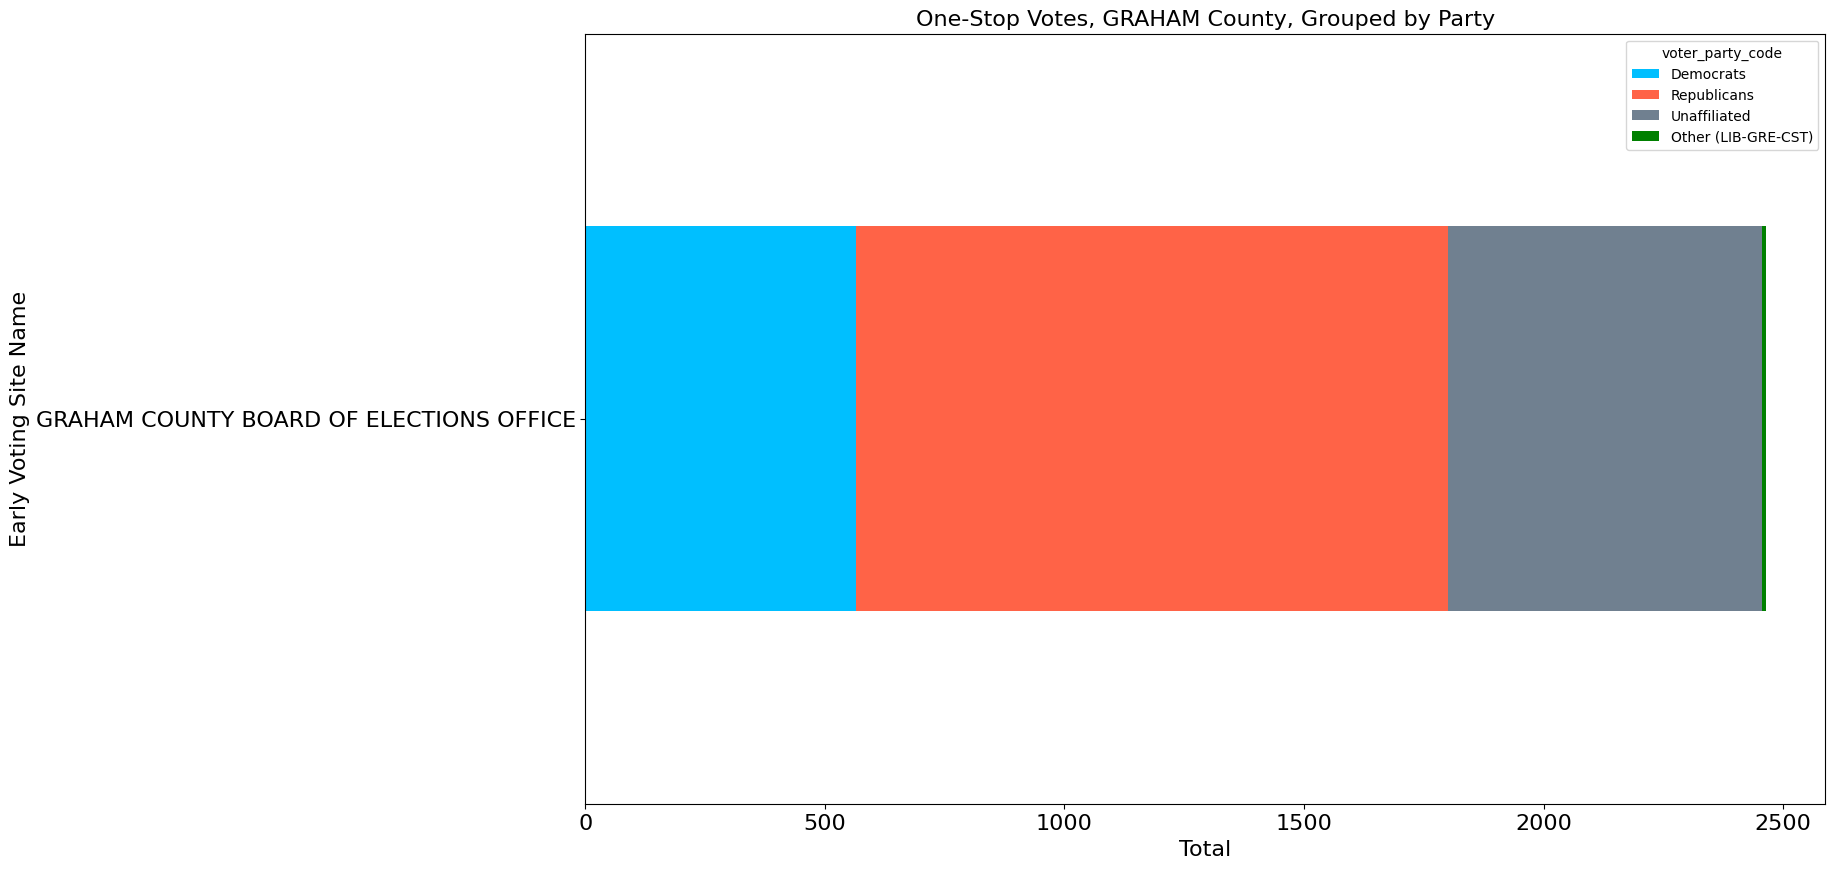 One-Stop Votes, GRAHAM County, Grouped by Party
voter_party_code
Democrats
Republicans
Unaffiliated
Other (LIB-GRE-CST)
Early Voting Site Name
GRAHAM COUNTY BOARD OF ELECTIONS OFFICE
0 500 1000 1500 2000 2500
Total